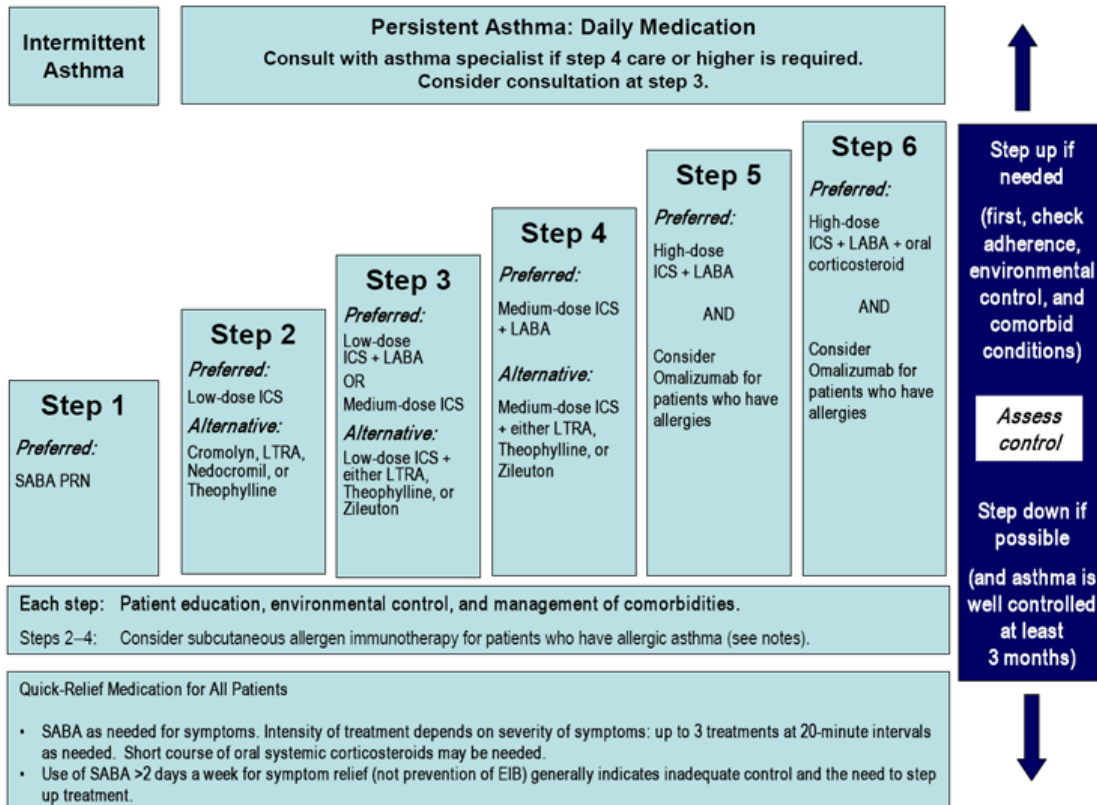 Intermittent
Asthma
Persistent Asthma: Daily Medication
Consult with asthma specialist if step 4 care or higher is required.
Consider consultation at step 3.
Step 1
Preferred:
SABA PRN
Step 2
Preferred:
Low-dose ICS
Alternative:
Cromolyn, LTRA,
Nedocromil, or
Theophylline
Step 3
Preferred:
Low-dose
ICS + LABA
OR
Medium-dose ICS
Alternative:
Low-dose ICS +
either LTRA,
Theophylline, or
Zileuton
Step 4
Preferred:
Medium-dose ICS
+ LABA
Alternative:
Medium-dose ICS
+ either LTRA,
Theophylline, or
Zileuton
Step 5
Preferred:
High-dose
ICS + LABA
AND
Consider
Omalizumab for
patients who have
allergies
Step 6
Preferred:
High-dose
ICS + LABA + oral
corticosteroid
AND
Consider
Omalizumab for
patients who have
allergies
Step up if
needed
(first, check
adherence,
environmental
control, and
comorbid
conditions)
Assess
control
Step down if
possible
(and asthma is
well controlled
at least
3 months)
Each step: Patient education, environmental control, and management of comorbidities.
Steps 2–4: Consider subcutaneous allergen immunotherapy for patients who have allergic asthma (see notes).
Quick-Relief Medication for All Patients
• SABA as needed for symptoms. Intensity of treatment depends on severity of symptoms: up to 3 treatments at 20-minute intervals
as needed. Short course of oral systemic corticosteroids may be needed.
• Use of SABA >2 days a week for symptom relief (not prevention of EIB) generally indicates inadequate control and the need to step
up treatment.